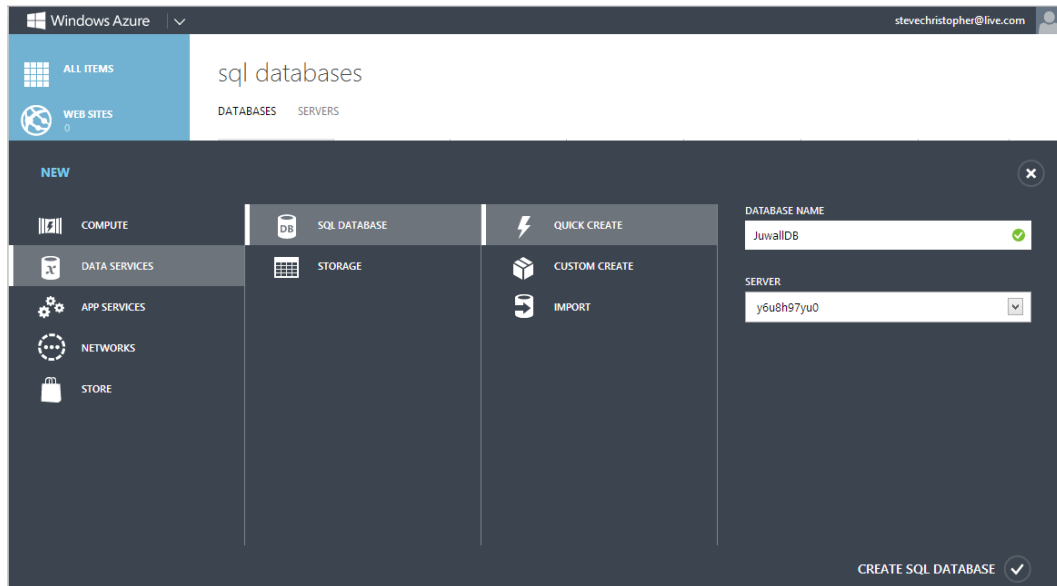 Windows Azure
stevechristopher@live.com
ALL ITEMS
WEB SITES
0
sql databases
DATABASES SERVERS
NEW
COMPUTE
DATA SERVICES
APP SERVICES
NETWORKS
STORE
DB
SQL DATABASE
STORAGE
QUICK CREATE
CUSTOM CREATE
IMPORT
DATABASE NAME
JuwallDB
SERVER
y6u8h97yu0
CREATE SQL DATABASE